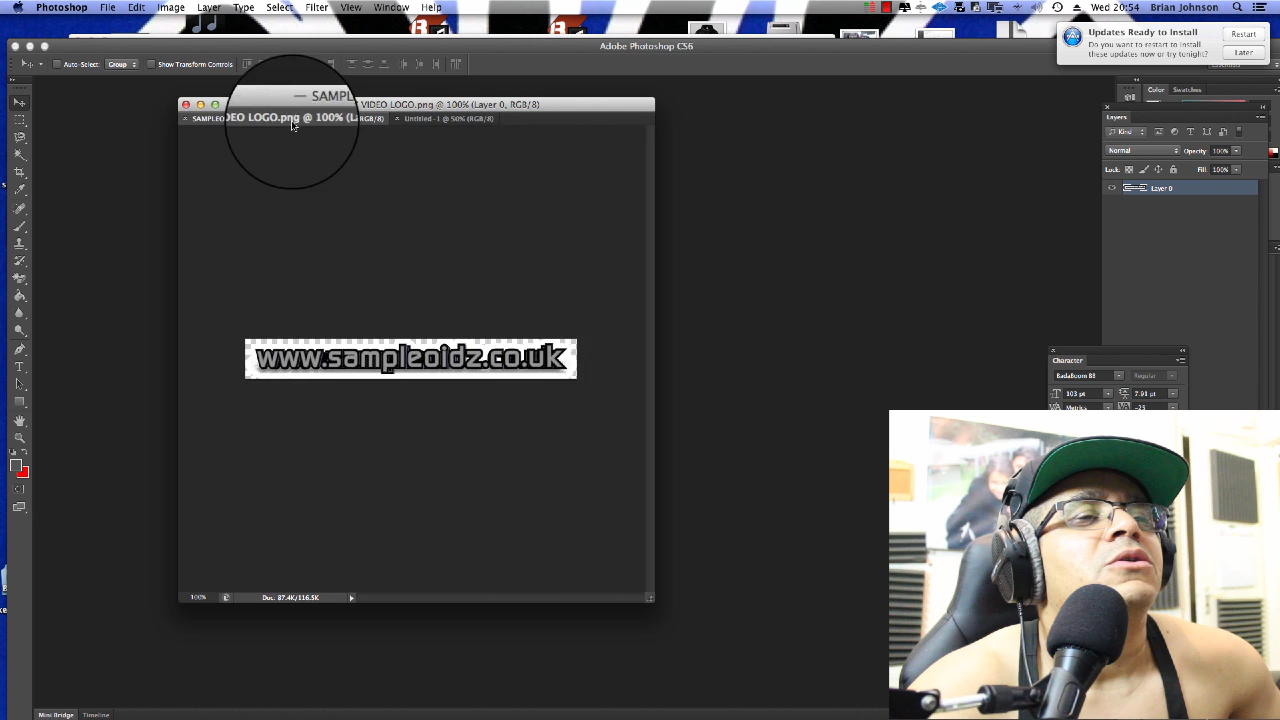 Photoshop File Edit Image Layer Type Select Filter View Window Help
Wed 20:54 Brian Johnson
Adobe Photoshop CS6
Updates Ready to Install
Do you want to restart to install
these updates now or try tonight?
Restart
Later
Auto-Select: Group Show Transform Controls
— SAMPLE VIDEO LOGO.png @ 100% (Layer 0, RGB/8)
SAMPLEO DEO LOGO.png @ 100% (LA RGB/8) Untitled-1 @ 50% (RGB/8)
Color Swatches
Layers
Kind
Normal Opacity: 100%
Lock: Fill: 100%
Layer 0
www.sampleoidz.co.uk
Character
BadaBoom BB Regular
103 pt 7.91 pt
Metrics -25
100% Doc: 87.4K/116.5K
Mini Bridge Timeline